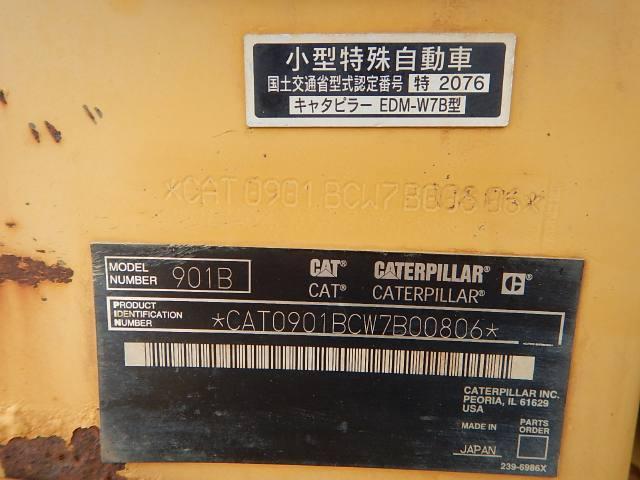 小型特殊自動車
国土交通省型式認定番号 特 2076
キャタピラー EDM-W7B型
*CAT0901BCW7B00806*
MODEL NUMBER 901B
CAT CATERPILLAR C
CAT® CATERPILLAR®
PRODUCT IDENTIFICATION NUMBER *CAT0901BCW7B00806*
CATERPILLAR INC.
PEORIA, IL 61629
USA
MADE IN
JAPAN
PARTS ORDER
239-6986X